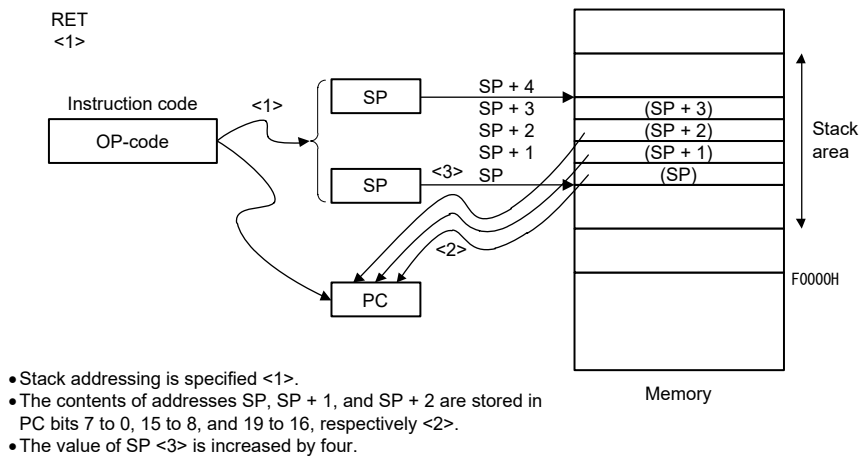 RET
<1>
Instruction code
OP-code
<1>
SP
SP
<3>
SP + 4
SP + 3
SP + 2
SP + 1
SP
(SP + 3)
(SP + 2)
(SP + 1)
(SP)
Stack
area
<2>
PC
F0000H
Memory
• Stack addressing is specified <1>.
• The contents of addresses SP, SP + 1, and SP + 2 are stored in
PC bits 7 to 0, 15 to 8, and 19 to 16, respectively <2>.
• The value of SP <3> is increased by four.